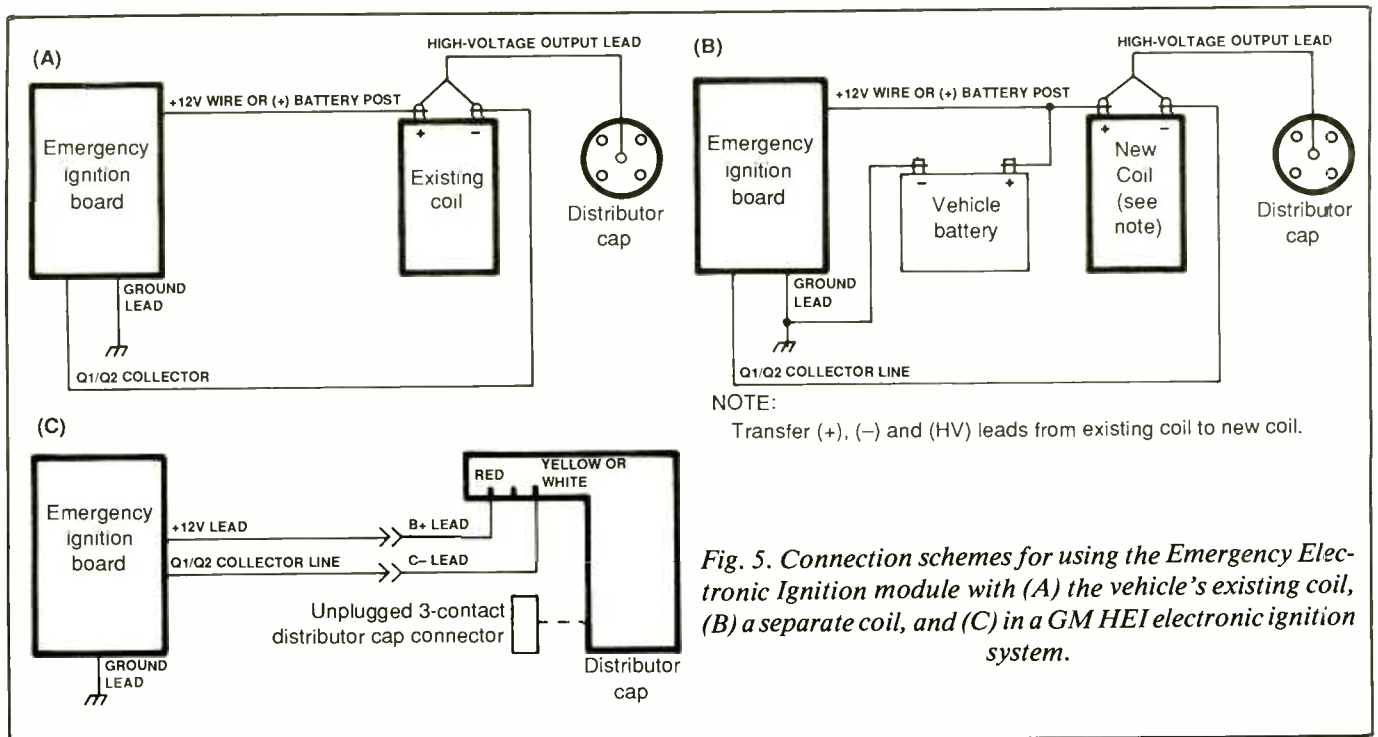 (A)
HIGH-VOLTAGE OUTPUT LEAD
+12V WIRE OR (+) BATTERY POST
+ −
Emergency
ignition
board
Existing
coil
Distributor
cap
GROUND
LEAD
Q1/Q2 COLLECTOR
(B)
HIGH-VOLTAGE OUTPUT LEAD
+12V WIRE OR (+) BATTERY POST
+ −
Emergency
ignition
board
− +
Vehicle
battery
New
Coil
(see
note)
Distributor
cap
GROUND
LEAD
Q1/Q2 COLLECTOR LINE
NOTE:
Transfer (+), (−) and (HV) leads from existing coil to new coil.
(C)
Emergency
ignition
board
RED
YELLOW OR
WHITE
+12V LEAD
B+ LEAD
Q1/Q2 COLLECTOR LINE
C− LEAD
Unplugged 3-contact
distributor cap connector
Distributor
cap
GROUND
LEAD
Fig. 5. Connection schemes for using the Emergency Elec-
tronic Ignition module with (A) the vehicle's existing coil,
(B) a separate coil, and (C) in a GM HEI electronic ignition
system.